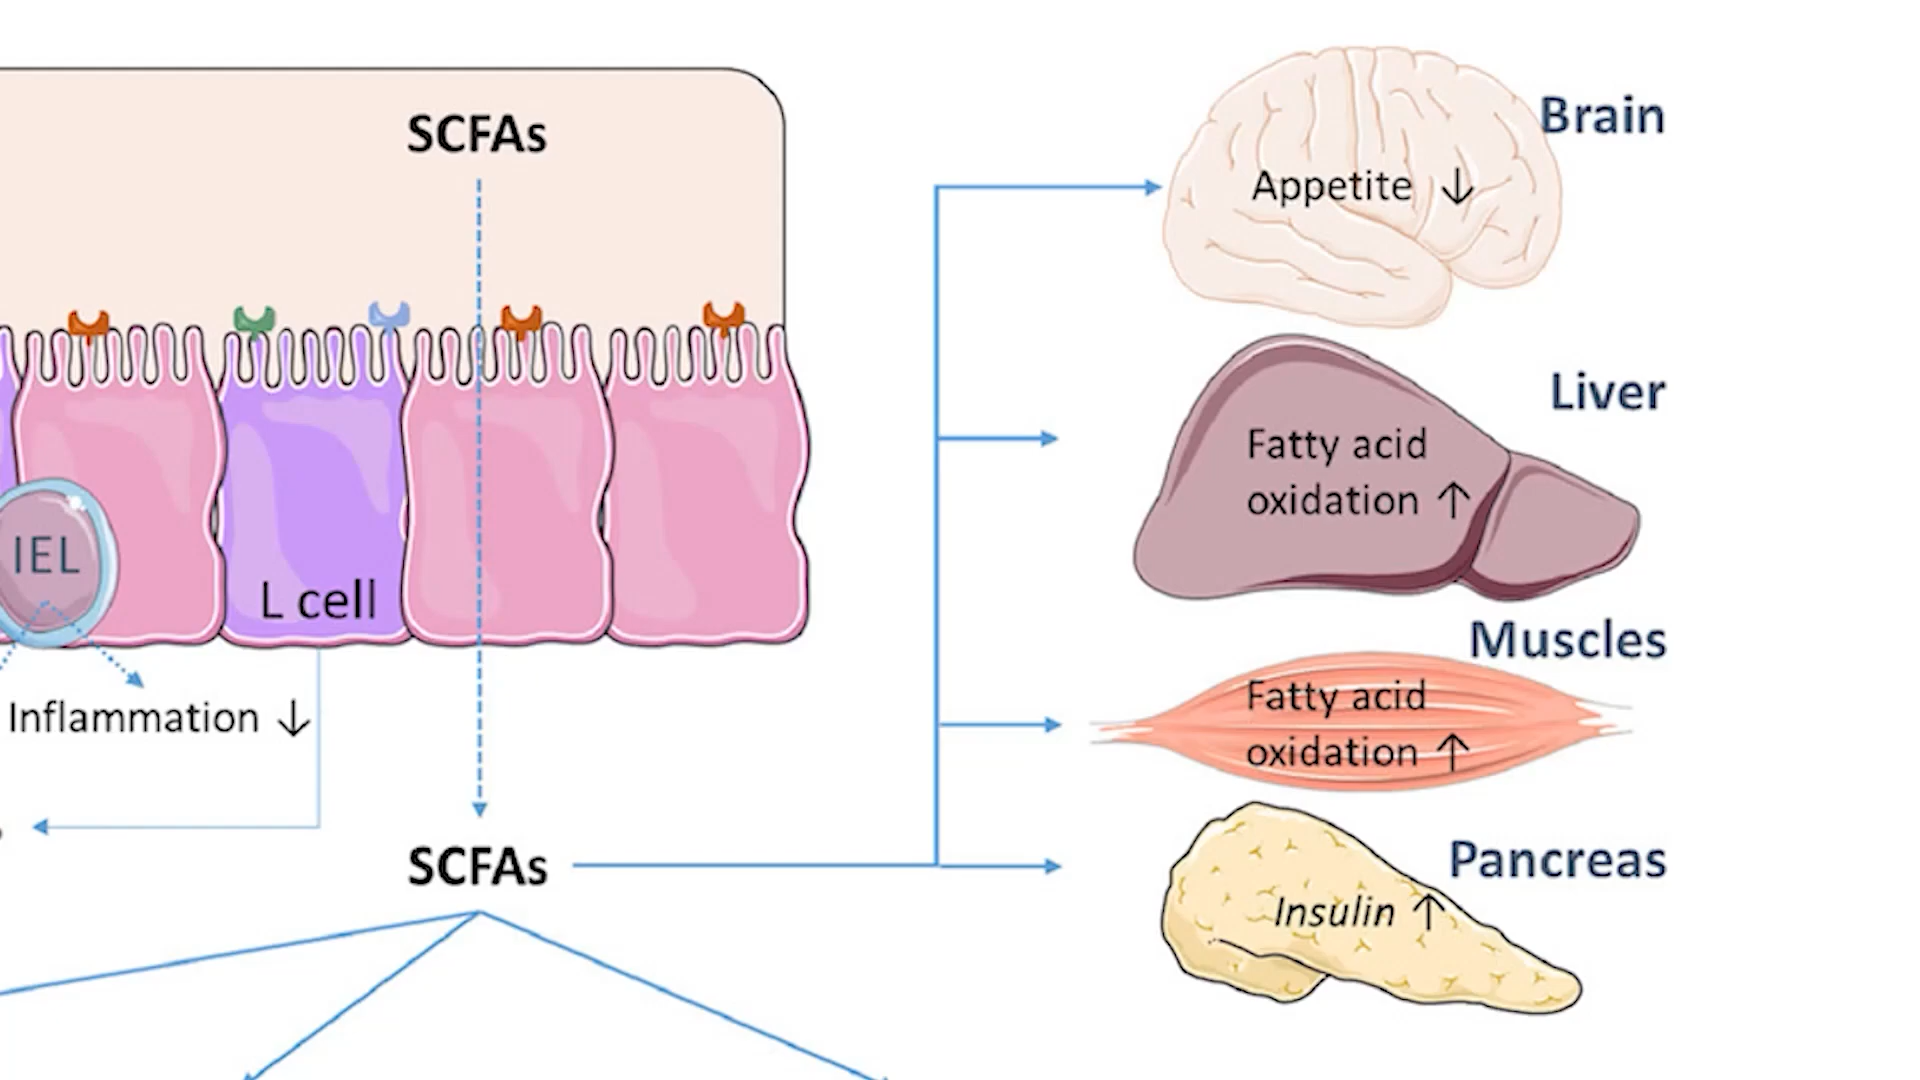 SCFAs
IEL
L cell
Inflammation ↓
SCFAs
Brain
Appetite ↓
Liver
Fatty acid
oxidation ↑
Muscles
Fatty acid
oxidation ↑
Pancreas
Insulin ↑